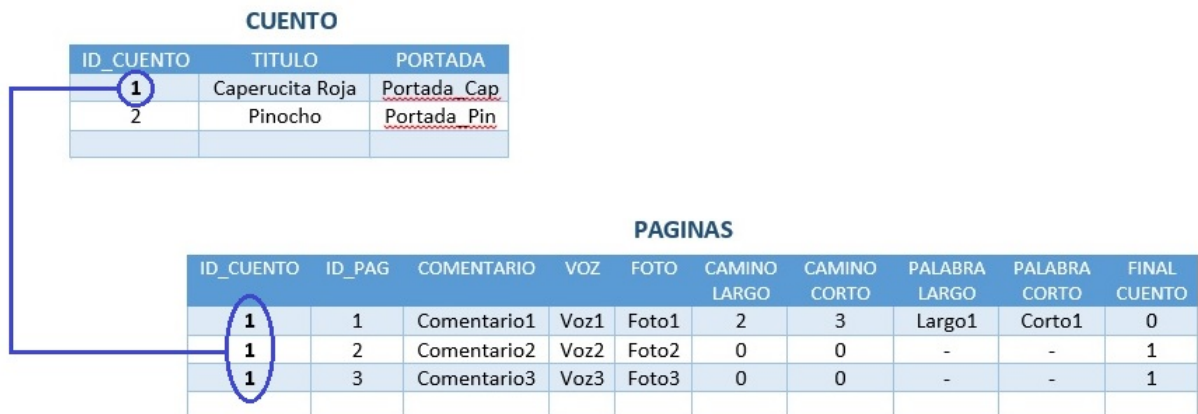 CUENTO
ID_CUENTO TITULO PORTADA
1 Caperucita Roja Portada_Cap
2 Pinocho Portada_Pin
PAGINAS
ID_CUENTO ID_PAG COMENTARIO VOZ FOTO CAMINO LARGO CAMINO CORTO PALABRA LARGO PALABRA CORTO FINAL CUENTO
1 1 Comentario1 Voz1 Foto1 2 3 Largo1 Corto1 0
1 2 Comentario2 Voz2 Foto2 0 0 - - 1
1 3 Comentario3 Voz3 Foto3 0 0 - - 1